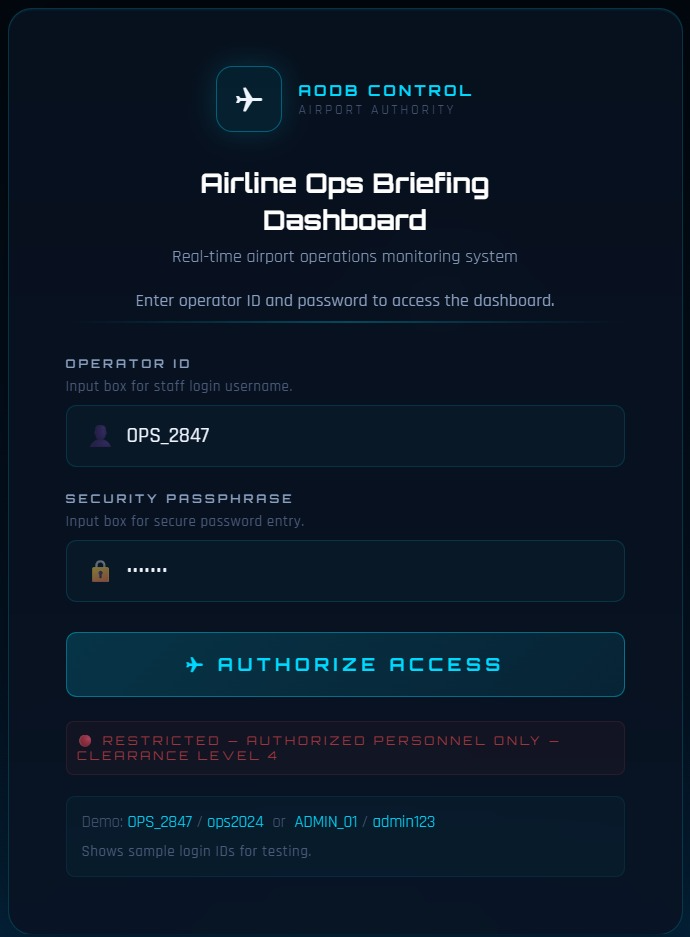 AODB CONTROL
AIRPORT AUTHORITY
Airline Ops Briefing
Dashboard
Real-time airport operations monitoring system
Enter operator ID and password to access the dashboard.
OPERATOR ID
Input box for staff login username.
OPS_2847
SECURITY PASSPHRASE
Input box for secure password entry.
•••••••
AUTHORIZE ACCESS
RESTRICTED — AUTHORIZED PERSONNEL ONLY —
CLEARANCE LEVEL 4
Demo: OPS_2847 / ops2024 or ADMIN_01 / admin123
Shows sample login IDs for testing.